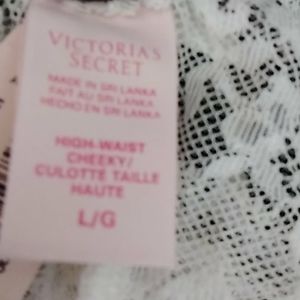 VICTORIA'S
SECRET
MADE IN SRI LANKA
FAIT AU SRI LANKA
HECHO EN SRI LANKA
HIGH-WAIST
CHEEKY/
CULOTTE TAILLE
HAUTE
L/G